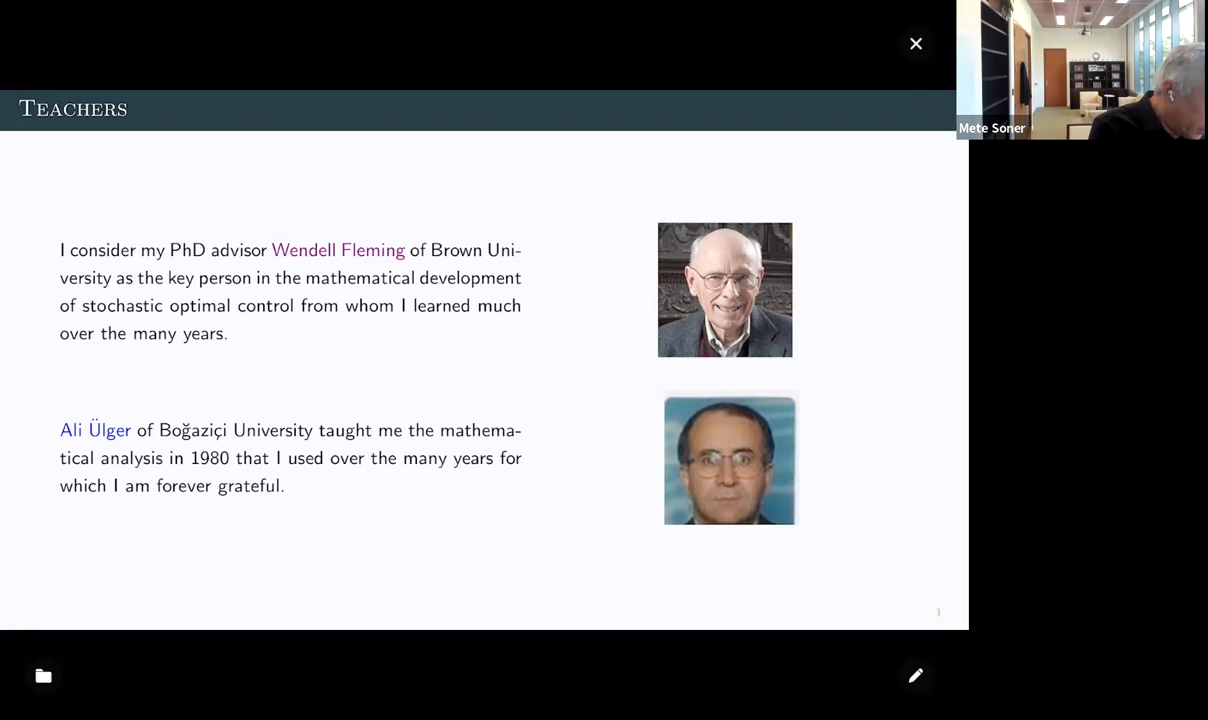 TEACHERS
Mete Soner
I consider my PhD advisor Wendell Fleming of Brown Uni-
versity as the key person in the mathematical development
of stochastic optimal control from whom I learned much
over the many years.
Ali Ülger of Boğaziçi University taught me the mathema-
tical analysis in 1980 that I used over the many years for
which I am forever grateful.
1